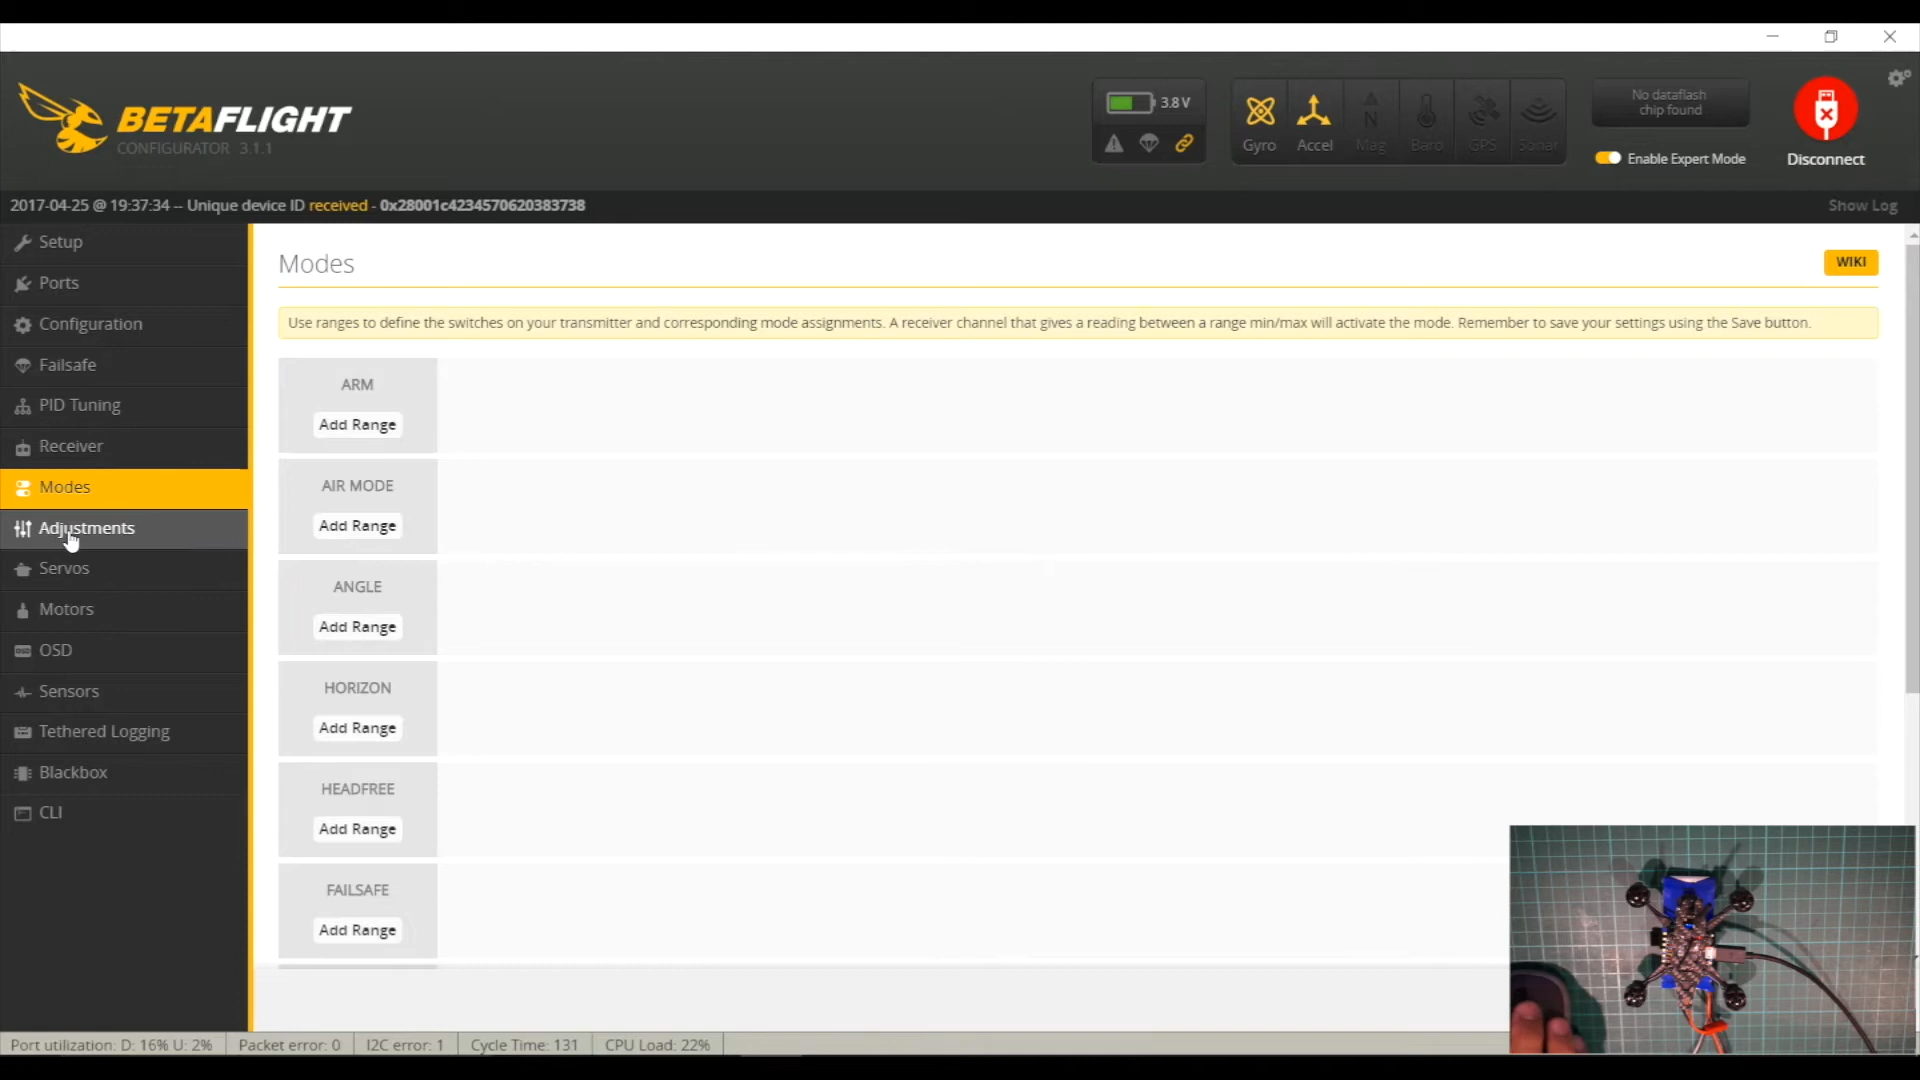 BETAFLIGHT
CONFIGURATOR 3.1.1
3.8 V
Gyro
Accel
Mag
Baro
GPS
Sonar
No dataflash
chip found
Enable Expert Mode
Disconnect
2017-04-25 @ 19:37:34 -- Unique device ID received - 0x28001c4234570620383738
Show Log
Setup
Ports
Configuration
Failsafe
PID Tuning
Receiver
Modes
Adjustments
Servos
Motors
OSD
Sensors
Tethered Logging
Blackbox
CLI
Modes
WIKI
Use ranges to define the switches on your transmitter and corresponding mode assignments. A receiver channel that gives a reading between a range min/max will activate the mode. Remember to save your settings using the Save button.
ARM
Add Range
AIR MODE
Add Range
ANGLE
Add Range
HORIZON
Add Range
HEADFREE
Add Range
FAILSAFE
Add Range
Port utilization: D: 16% U: 2%
Packet error: 0
I2C error: 1
Cycle Time: 131
CPU Load: 22%